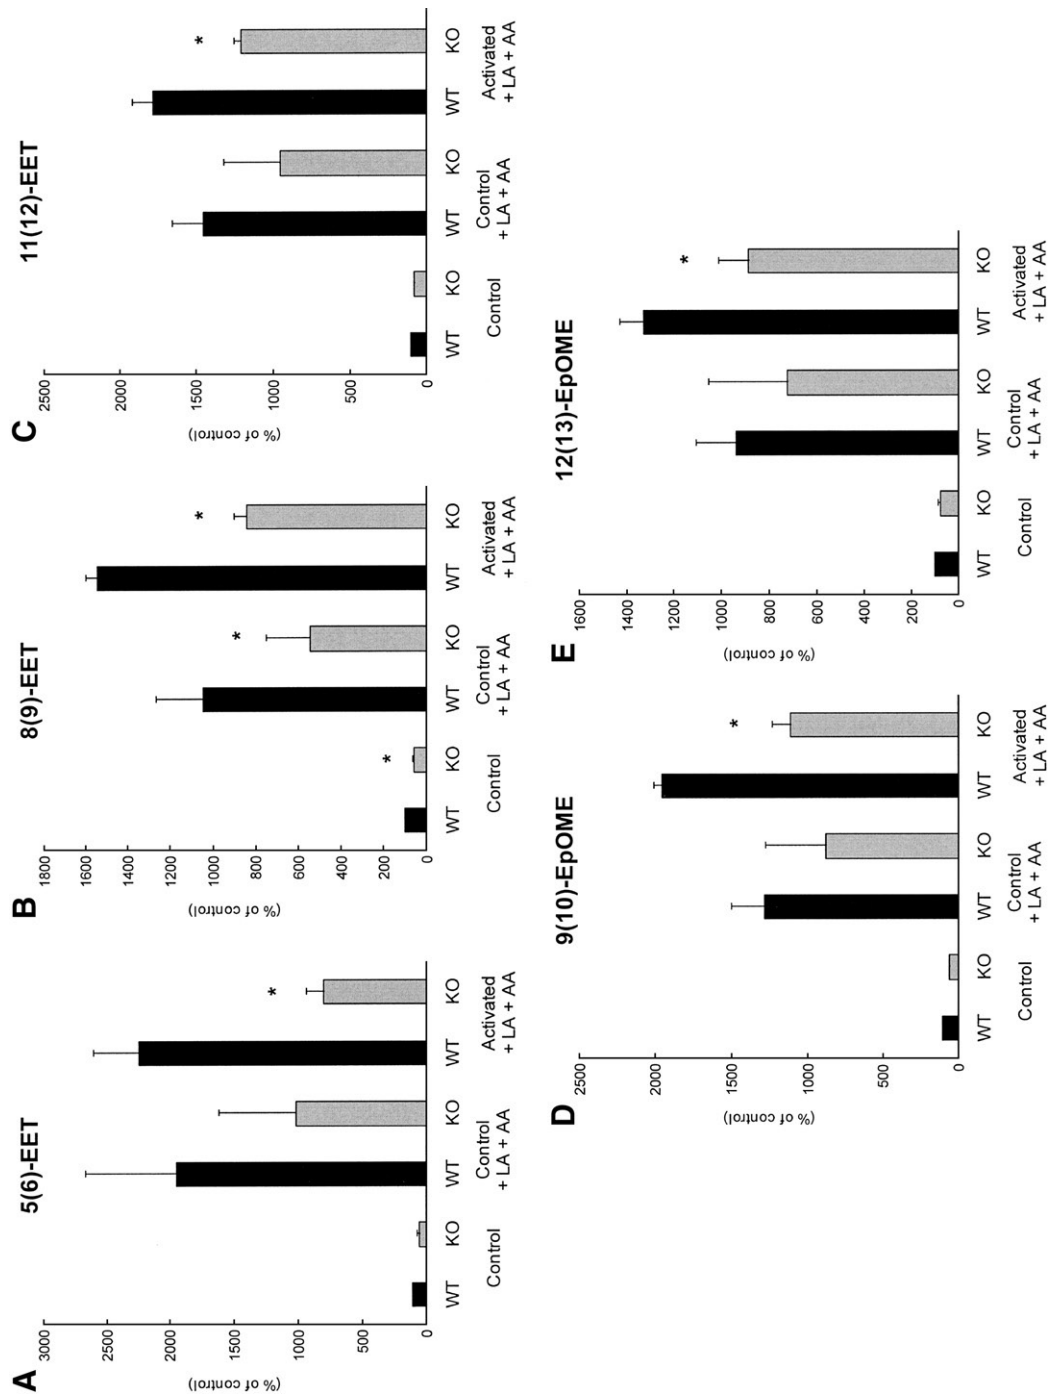 A
5(6)-EET
(% of control)
3000
2500
2000
1500
1000
500
0
WT KO WT KO WT KO
*
Control Control Activated
+ LA + AA + LA + AA
B
8(9)-EET
(% of control)
1800
1600
1400
1200
1000
800
600
400
200
0
* * *
WT KO WT KO WT KO
Control Control Activated
+ LA + AA + LA + AA
C
11(12)-EET
(% of control)
2500
2000
1500
1000
500
0
*
WT KO WT KO WT KO
Control Control Activated
+ LA + AA + LA + AA
D
9(10)-EpOME
(% of control)
2500
2000
1500
1000
500
0
*
WT KO WT KO WT KO
Control Control Activated
+ LA + AA + LA + AA
E
12(13)-EpOME
(% of control)
1600
1400
1200
1000
800
600
400
200
0
*
WT KO WT KO WT KO
Control Control Activated
+ LA + AA + LA + AA